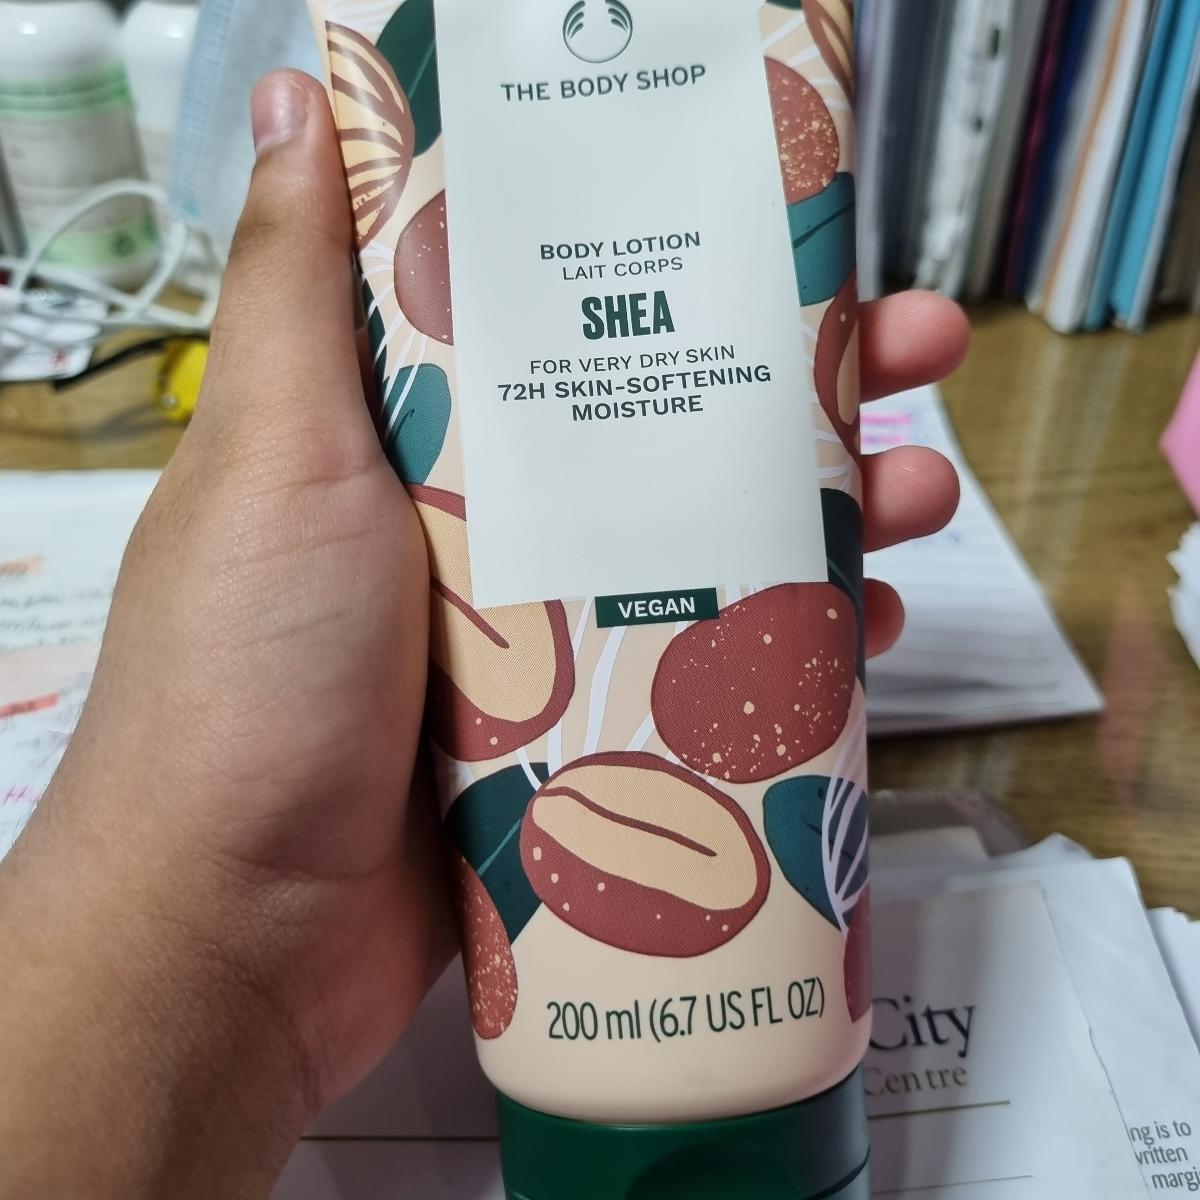 THE BODY SHOP
BODY LOTION
LAIT CORPS
SHEA
FOR VERY DRY SKIN
72H SKIN-SOFTENING
MOISTURE
VEGAN
200 ml (6.7 US FL OZ)
City
Centre
ng is to
written
margi